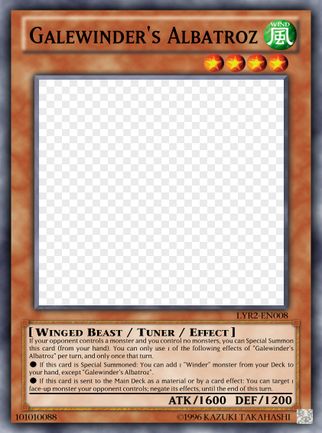 Galewinder's Albatroz
WIND
風
LYR2-EN008
[ Winged Beast / Tuner / Effect ]
If your opponent controls a monster and you control no monsters, you can Special Summon
this card (from your hand). You can only use 1 of the following effects of "Galewinder's
Albatroz" per turn, and only once that turn.
● If this card is Special Summoned: You can add 1 "Winder" monster from your Deck to
your hand, except "Galewinder's Albatroz".
● If this card is sent to the Main Deck as a material or by a card effect: You can target 1
face-up monster your opponent controls; negate its effects, until the end of this turn.
ATK/1600 DEF/1200
101010088
©1996 KAZUKI TAKAHASHI